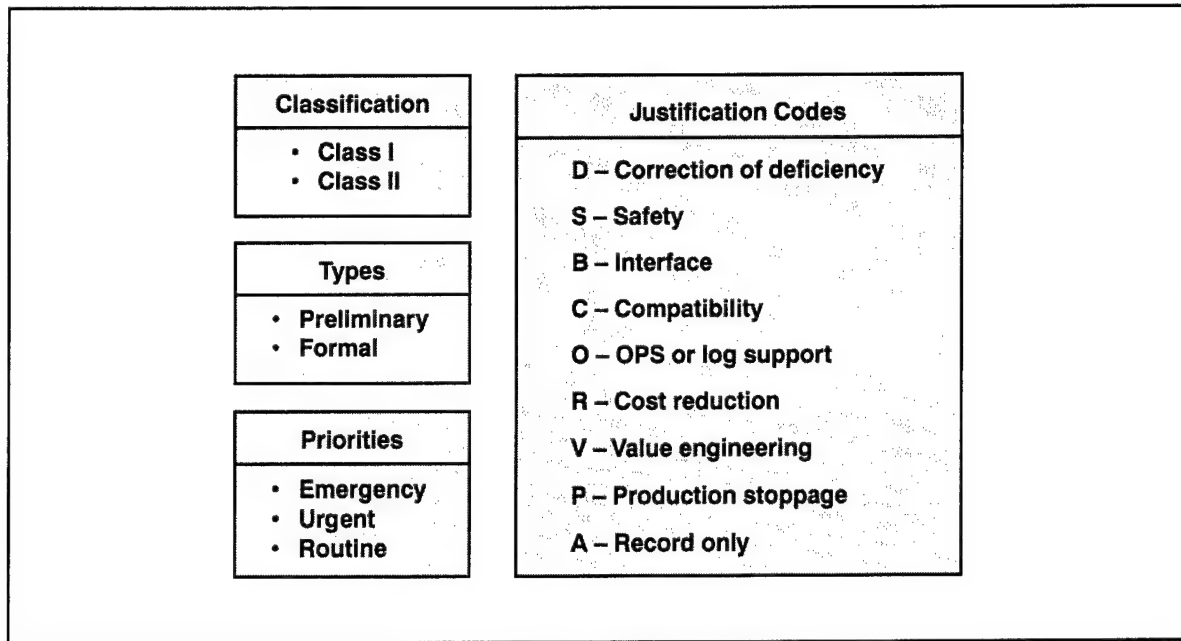 Classification
• Class I
• Class II
Types
• Preliminary
• Formal
Priorities
• Emergency
• Urgent
• Routine
Justification Codes
D – Correction of deficiency
S – Safety
B – Interface
C – Compatibility
O – OPS or log support
R – Cost reduction
V – Value engineering
P – Production stoppage
A – Record only